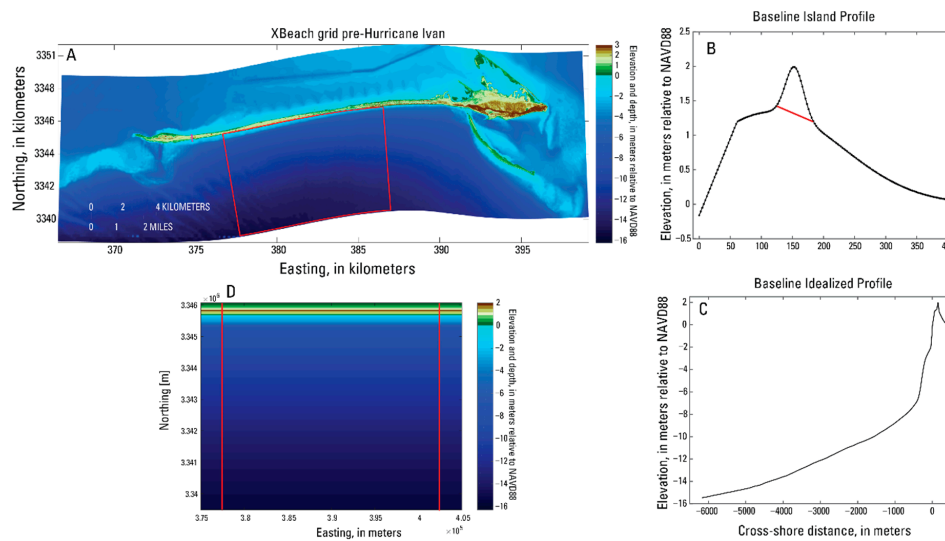 XBeach grid pre-Hurricane Ivan
A
3351
3348
3346
3344
3341
3340
Northing, in kilometers
0 2 4 KILOMETERS
0 1 2 MILES
370 375 380 385 390 395
Easting, in kilometers
3
2
1
0
−2
−4
−6
−8
−10
−12
−14
−16
Elevation and depth, in meters relative to NAVD88
Baseline Island Profile
B
2.5
2
1.5
1
0.5
0
−0.5
Elevation, in meters relative to NAVD88
0 50 100 150 200 250 300 350 400
D
×10⁶
3.346
3.345
3.344
3.343
3.342
3.341
3.34
Northing [m]
3.75 3.8 3.85 3.9 3.95 4 4.05
×10⁵
Easting, in meters
2
0
−2
−4
−6
−8
−10
−12
−14
−16
Elevation and depth, in meters relative to NAVD88
Baseline Idealized Profile
C
2
0
−2
−4
−6
−8
−10
−12
−14
−16
Elevation, in meters relative to NAVD88
−6000 −5000 −4000 −3000 −2000 −1000 0
Cross-shore distance, in meters